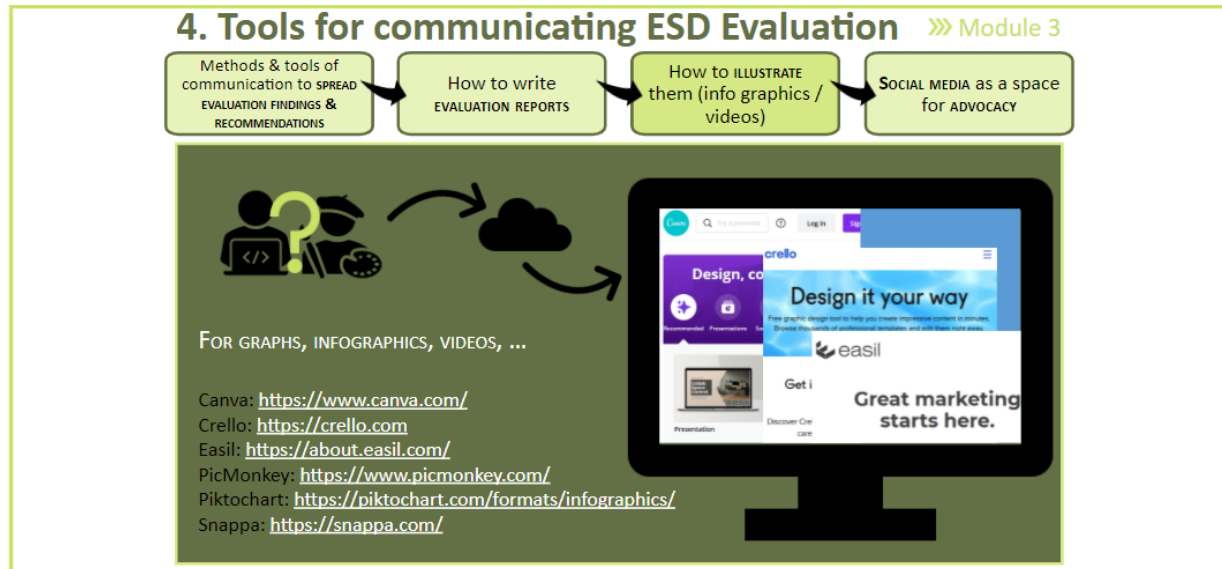 4. Tools for communicating ESD Evaluation
››› Module 3
Methods & tools of
communication to SPREAD
EVALUATION FINDINGS &
RECOMMENDATIONS
How to write
EVALUATION REPORTS
How to ILLUSTRATE
them (info graphics /
videos)
SOCIAL MEDIA as a space
for ADVOCACY
</>
?
FOR GRAPHS, INFOGRAPHICS, VIDEOS, ...
Canva: https://www.canva.com/
Crello: https://crello.com
Easil: https://about.easil.com/
PicMonkey: https://www.picmonkey.com/
Piktochart: https://piktochart.com/formats/infographics/
Snappa: https://snappa.com/
Canva
Log In
Design, co
Recommended Presentations
Presentation
crello
Design it your way
Free graphic design tool to help you create impressive content in minutes.
Browse thousands of professional templates and edit them right away.
Get i
Discover Cre
care
easil
Great marketing
starts here.